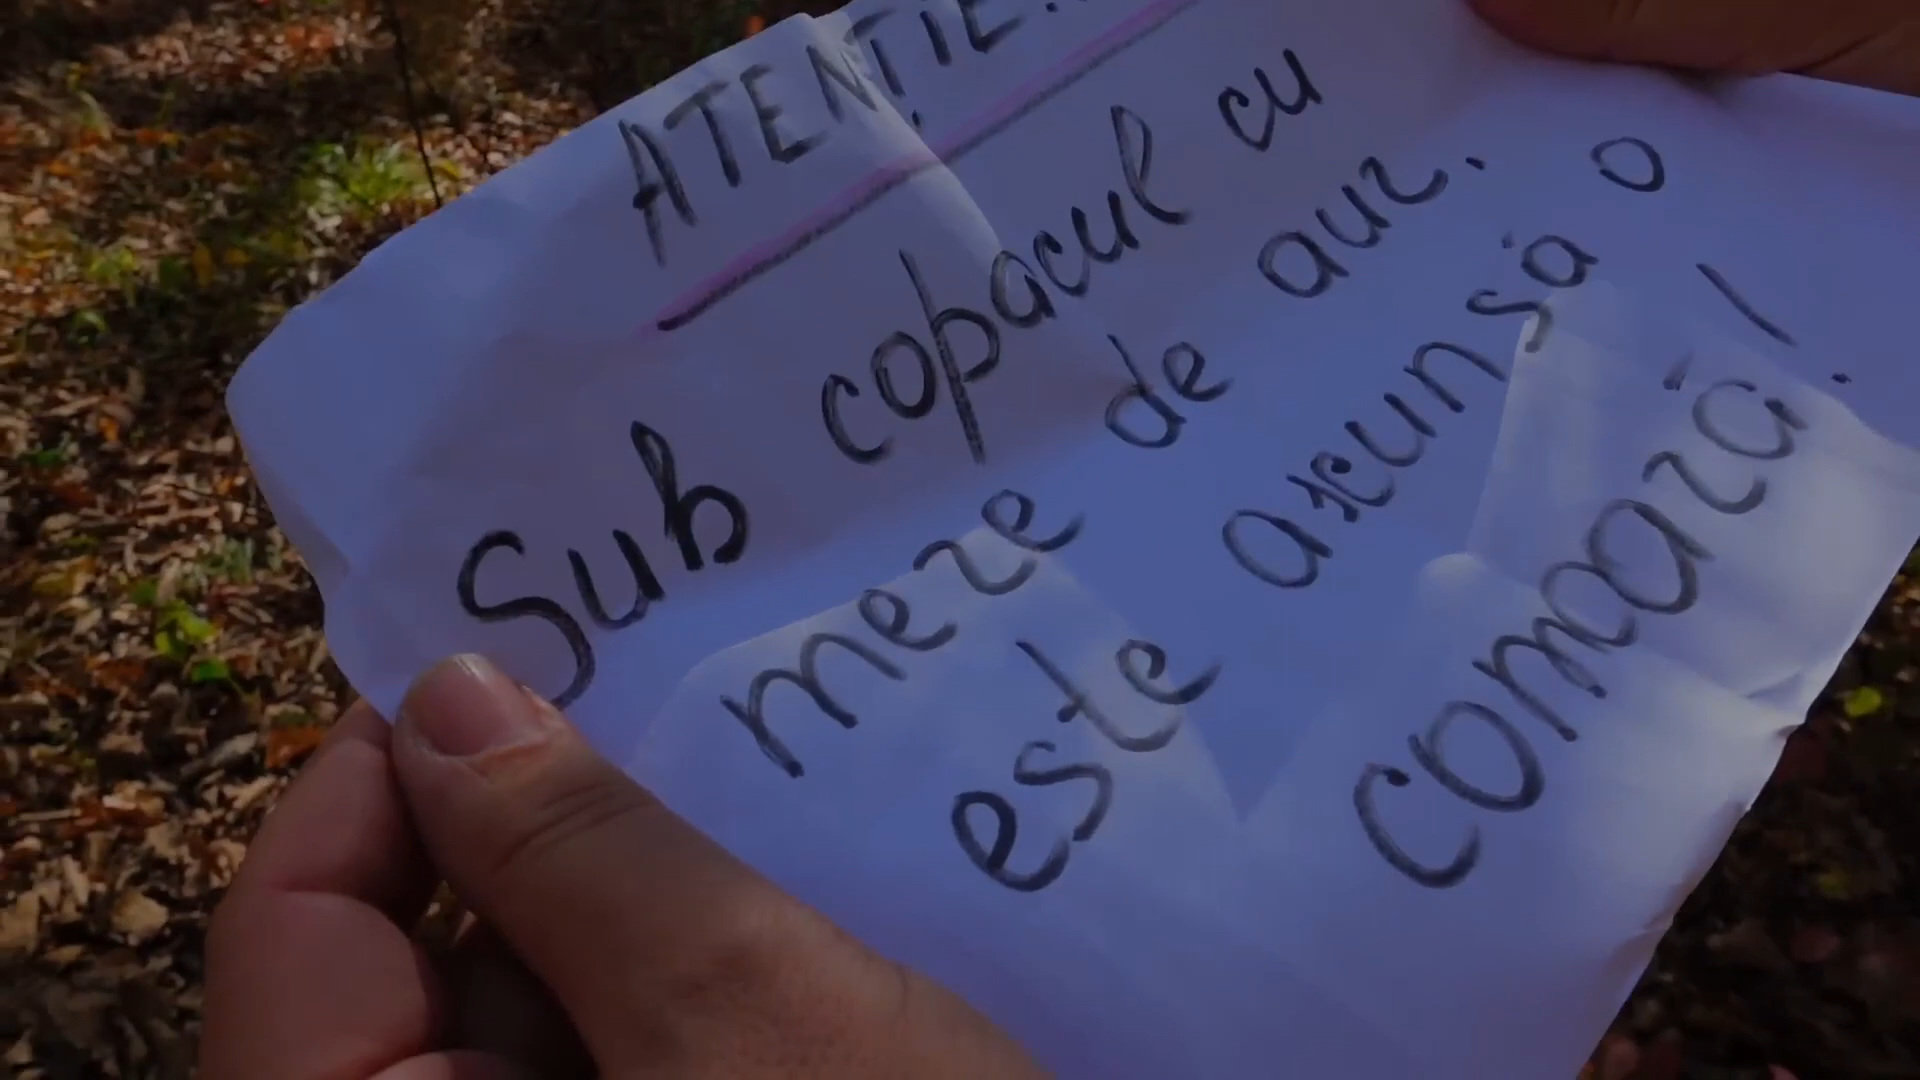 ATENȚIE!
Sub copacul cu
mere de aur.
este ascunsă o
comoară!